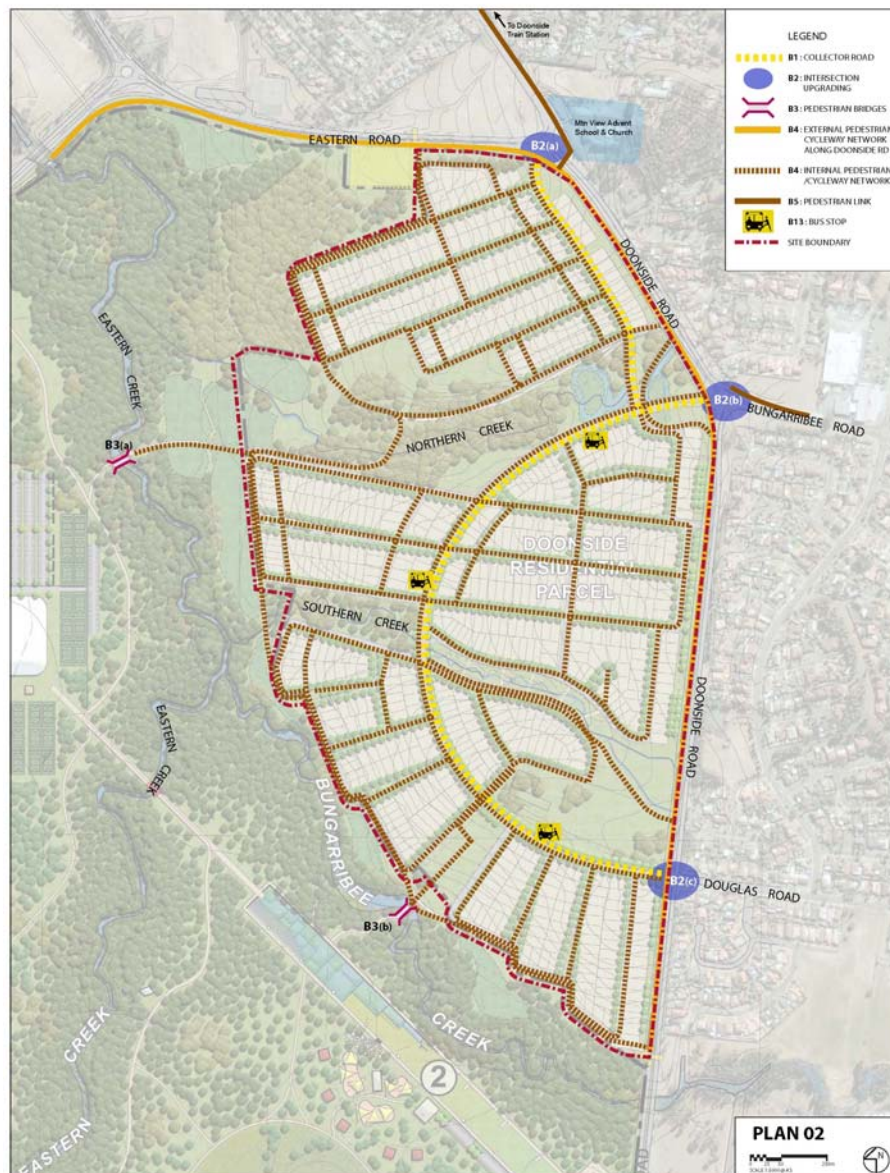 To Doonside
Train Station
Mtn View Advent
School & Church
EASTERN ROAD
B2(a)
LEGEND
B1 : COLLECTOR ROAD
B2 : INTERSECTION
UPGRADING
B3 : PEDESTRIAN BRIDGES
B4 : EXTERNAL PEDESTRIAN
CYCLEWAY NETWORK
ALONG DOONSIDE RD
B4 : INTERNAL PEDESTRIAN
/CYCLEWAY NETWORK
B5 : PEDESTRIAN LINK
B13 : BUS STOP
SITE BOUNDARY
DOONSIDE ROAD
EASTERN CREEK
B2(b)
BUNGARRIBEE ROAD
B3(a)
NORTHERN CREEK
DOONSIDE
RESIDENTIAL
PARCEL
SOUTHERN CREEK
EASTERN CREEK
DOONSIDE ROAD
BUNGARRIBEE
B2(c)
DOUGLAS ROAD
B3(b)
CREEK
CREEK
2
EASTERN
PLAN 02
N